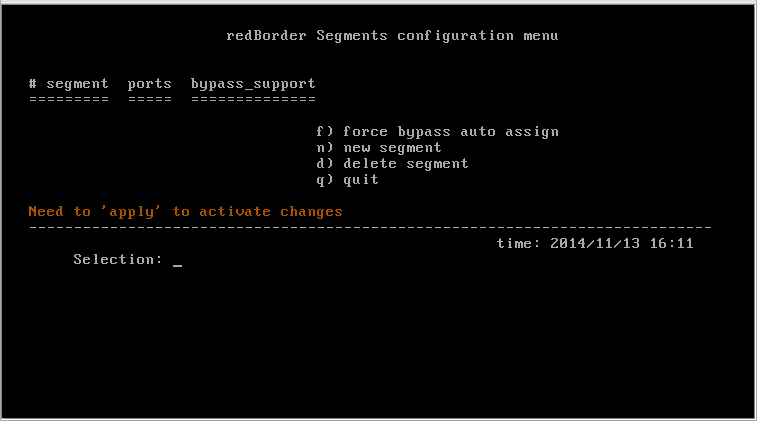 redBorder Segments configuration menu
# segment ports bypass_support
========= ===== ==============
f) force bypass auto assign
n) new segment
d) delete segment
q) quit
Need to 'apply' to activate changes
----------------------------------------------------------------------------
time: 2014/11/13 16:11
Selection: _